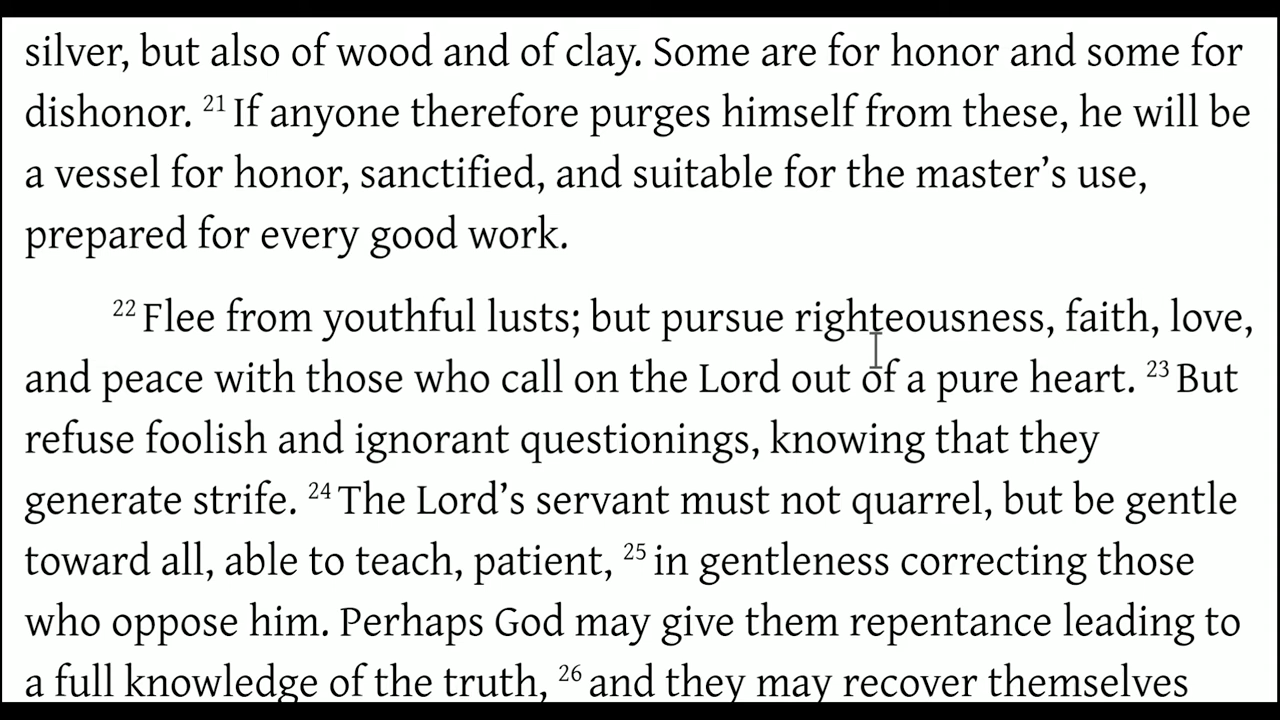 silver, but also of wood and of clay. Some are for honor and some for
dishonor. 21 If anyone therefore purges himself from these, he will be
a vessel for honor, sanctified, and suitable for the master’s use,
prepared for every good work.
22 Flee from youthful lusts; but pursue righteousness, faith, love,
and peace with those who call on the Lord out of a pure heart. 23 But
refuse foolish and ignorant questionings, knowing that they
generate strife. 24 The Lord’s servant must not quarrel, but be gentle
toward all, able to teach, patient, 25 in gentleness correcting those
who oppose him. Perhaps God may give them repentance leading to
a full knowledge of the truth, 26 and they may recover themselves